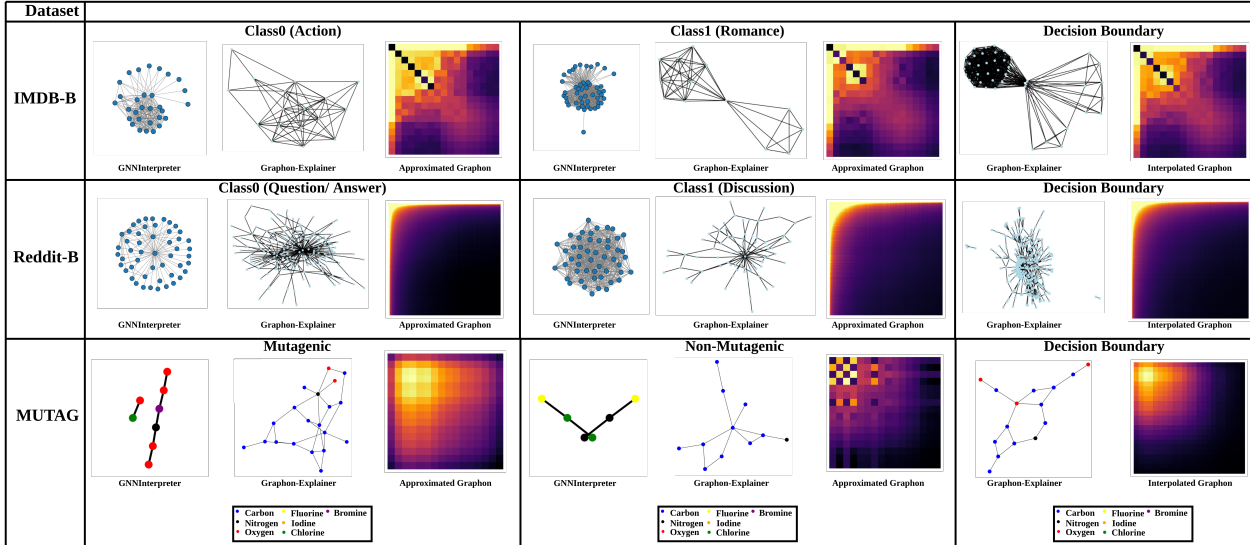 Dataset
IMDB-B
Class0 (Action)
GNNInterpreter
Graphon-Explainer
Approximated Graphon
Class1 (Romance)
GNNInterpreter
Graphon-Explainer
Approximated Graphon
Decision Boundary
Graphon-Explainer
Interpolated Graphon
Reddit-B
Class0 (Question/ Answer)
GNNInterpreter
Graphon-Explainer
Approximated Graphon
Class1 (Discussion)
GNNInterpreter
Graphon-Explainer
Approximated Graphon
Decision Boundary
Graphon-Explainer
Interpolated Graphon
MUTAG
Mutagenic
GNNInterpreter
Graphon-Explainer
Approximated Graphon
Non-Mutagenic
GNNInterpreter
Graphon-Explainer
Approximated Graphon
Decision Boundary
Graphon-Explainer
Interpolated Graphon
Carbon Fluorine Bromine
Nitrogen Iodine
Oxygen Chlorine
Carbon Fluorine Bromine
Nitrogen Iodine
Oxygen Chlorine
Carbon Fluorine Bromine
Nitrogen Iodine
Oxygen Chlorine